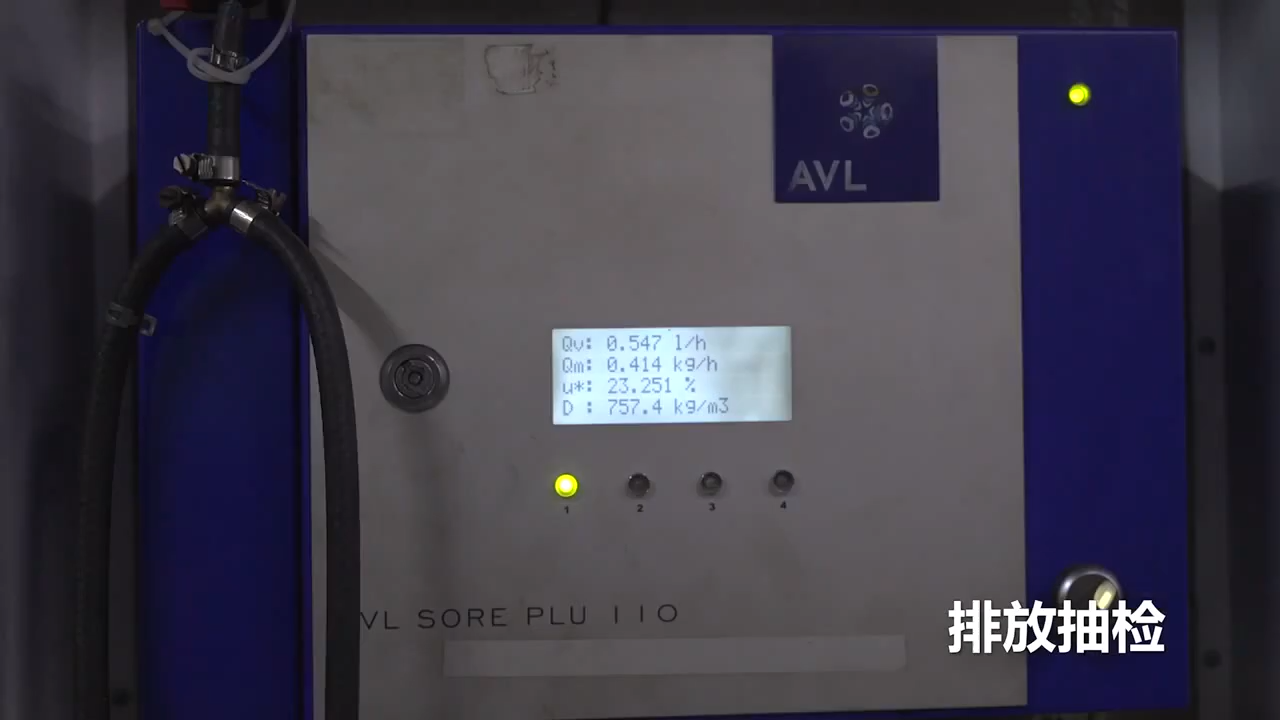 AVL
Qv: 0.547 l/h
Qm: 0.414 kg/h
u*: 23.251 %
D : 757.4 kg/m3
1 2 3 4
VL SORE PLU 110
排放抽检